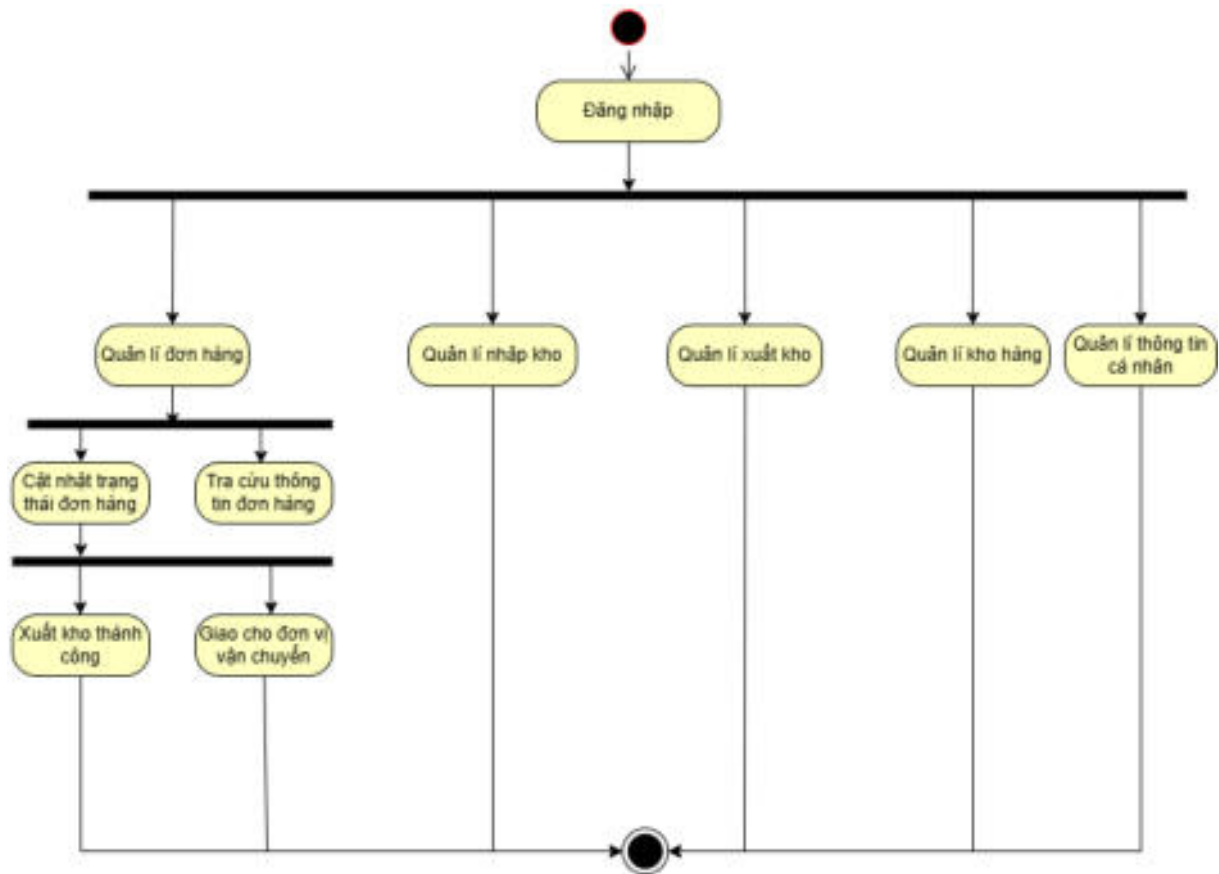 Đăng nhập
Quản lí đơn hàng
Quản lí nhập kho
Quản lí xuất kho
Quản lí kho hàng
Quản lí thông tin
cá nhân
Cật nhật trạng
thái đơn hàng
Tra cứu thông
tin đơn hàng
Xuất kho thành
công
Giao cho đơn vị
vận chuyển